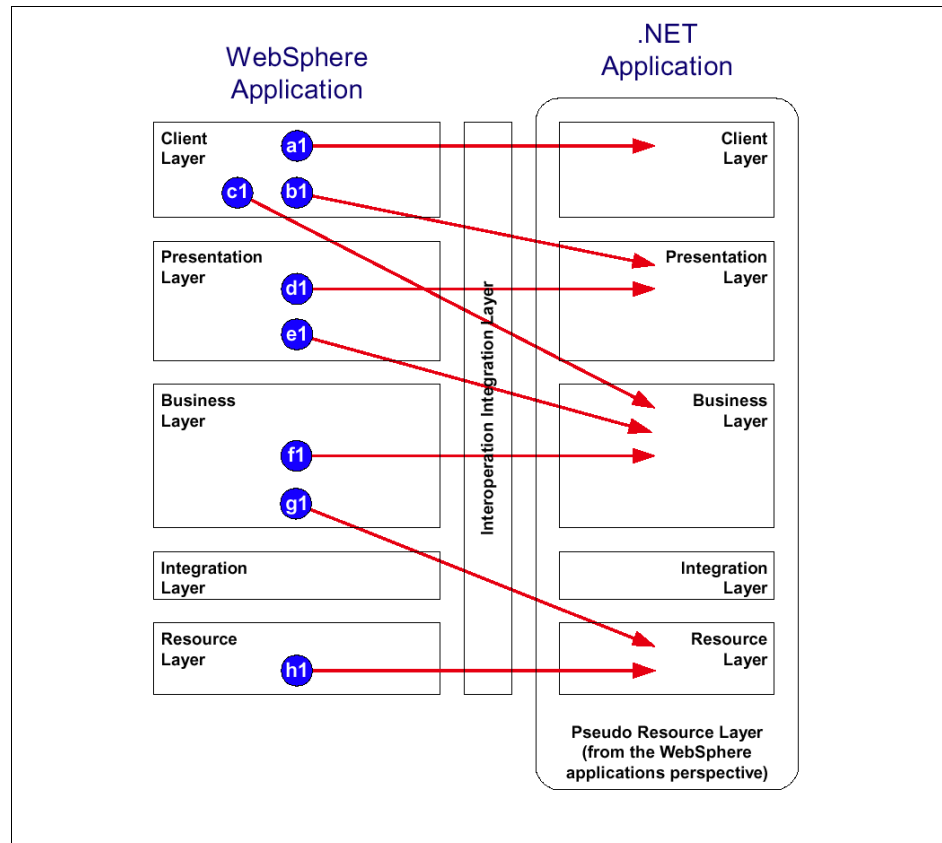 WebSphere
Application
.NET
Application
Client
Layer
a1
c1
b1
Client
Layer
Presentation
Layer
d1
e1
Presentation
Layer
Interoperation Integration Layer
Business
Layer
f1
g1
Business
Layer
Integration
Layer
Integration
Layer
Resource
Layer
h1
Resource
Layer
Pseudo Resource Layer
(from the WebSphere
applications perspective)